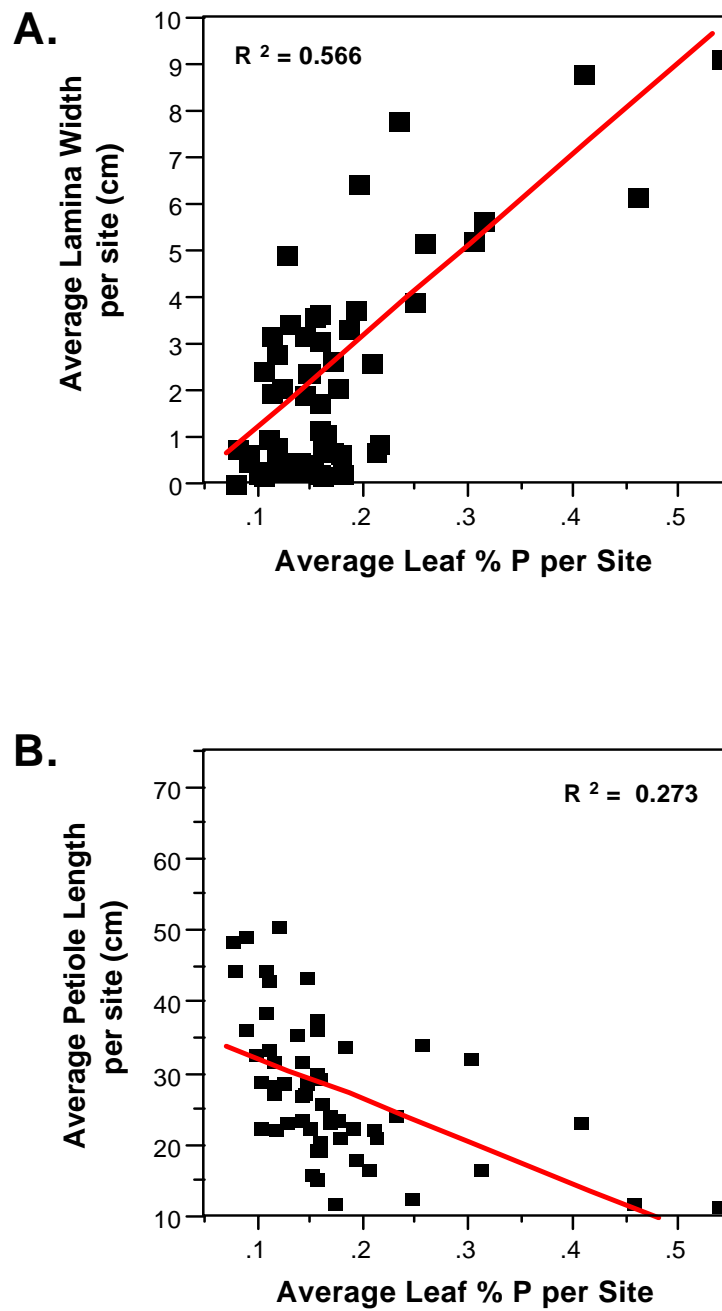 A.
R ² = 0.566
10
9
8
7
6
5
4
3
2
1
0
Average Lamina Width
per site (cm)
.1 .2 .3 .4 .5
Average Leaf % P per Site
B.
R ² = 0.273
70
60
50
40
30
20
10
Average Petiole Length
per site (cm)
.1 .2 .3 .4 .5
Average Leaf % P per Site